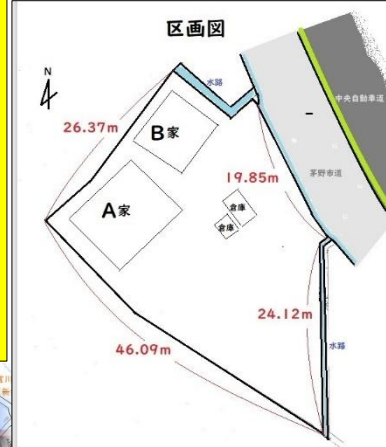 区画図
N
水路
中央自動車道
26.37m
B家
茅野市道
19.85m
A家
倉庫
倉庫
24.12m
水路
46.09m